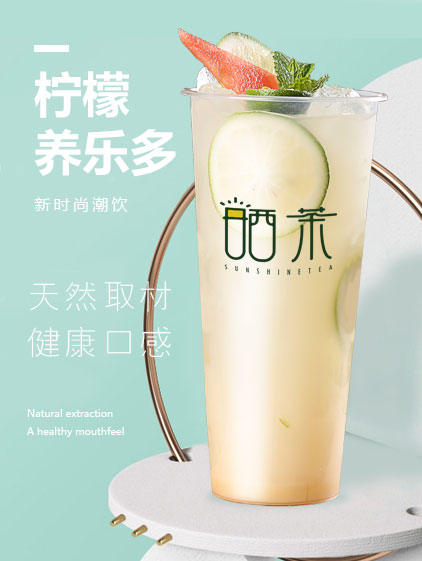 柠檬
养乐多
新时尚潮饮
天然取材
健康口感
Natural extraction
A healthy mouthfeel
晒茶
SUNSHINETEA